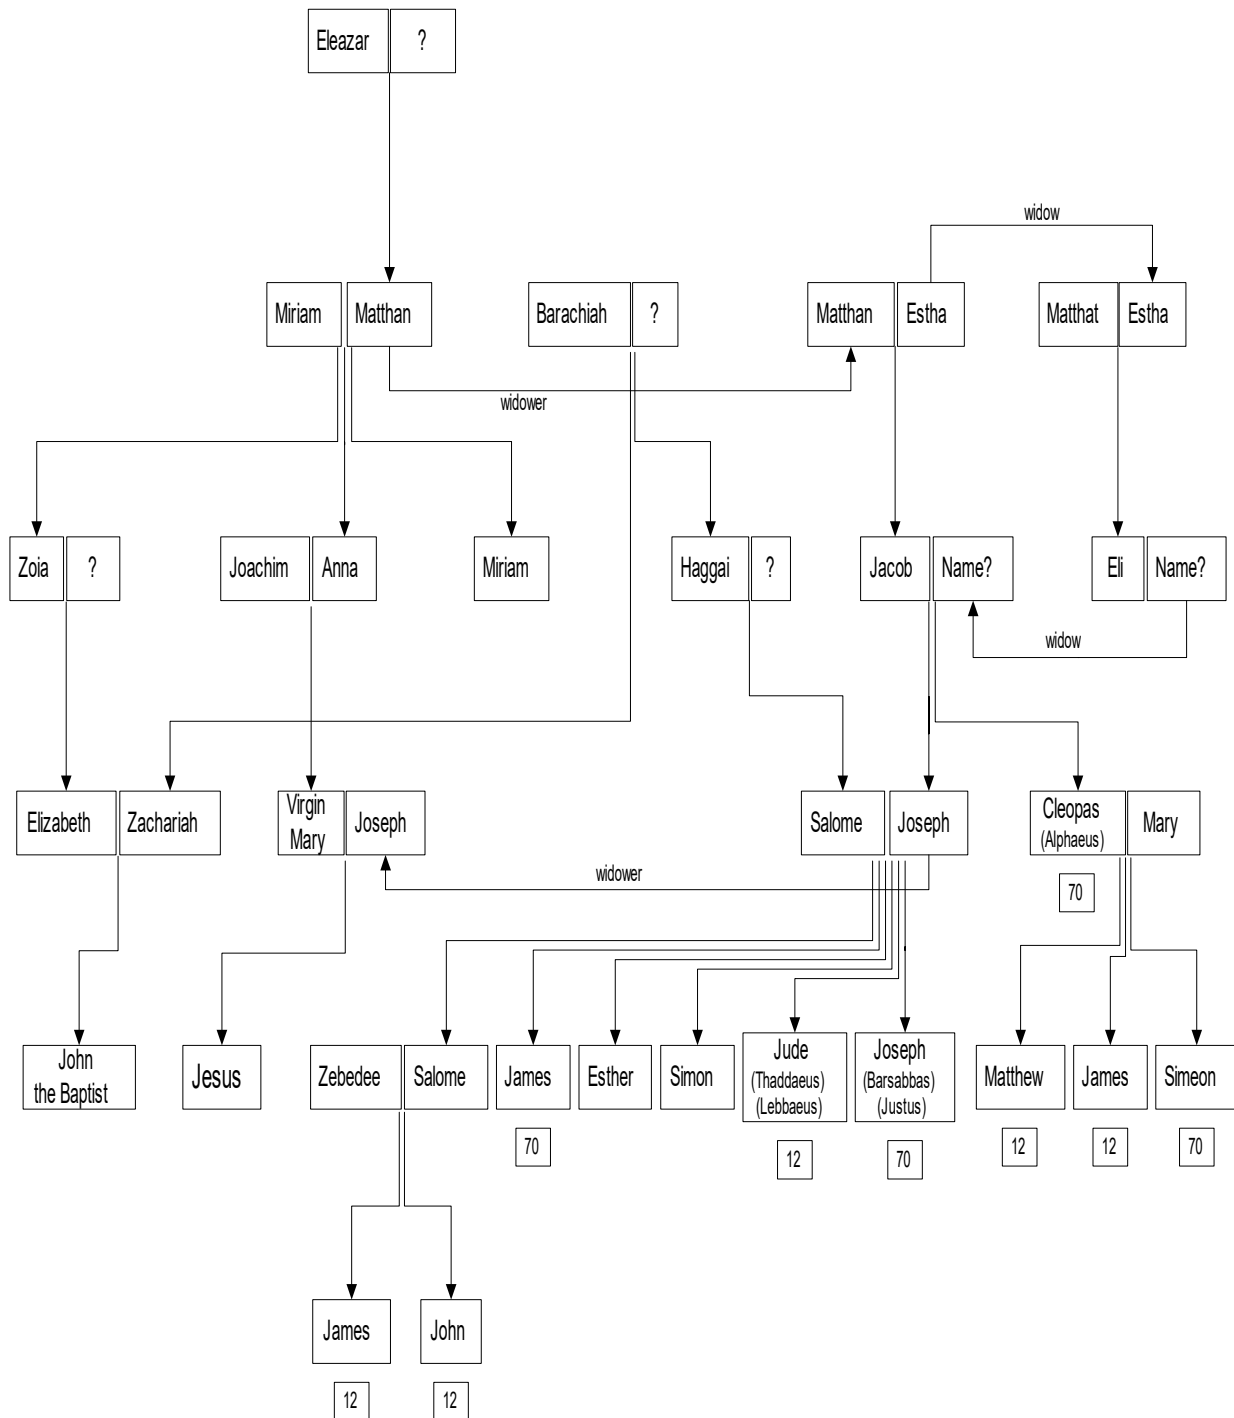 Eleazar ?
widow
Miriam Matthan Barachiah ? Matthan Estha Matthat Estha
widower
Zoia ? Joachim Anna Miriam Haggai ? Jacob Name? Eli Name?
widow
Elizabeth Zachariah Virgin Mary Joseph Salome Joseph Cleopas (Alphaeus) Mary
widower
70
John the Baptist Jesus Zebedee Salome James Esther Simon Jude (Thaddaeus) (Lebbaeus) Joseph (Barsabbas) (Justus) Matthew James Simeon
70 12 70 12 12 70
James John
12 12